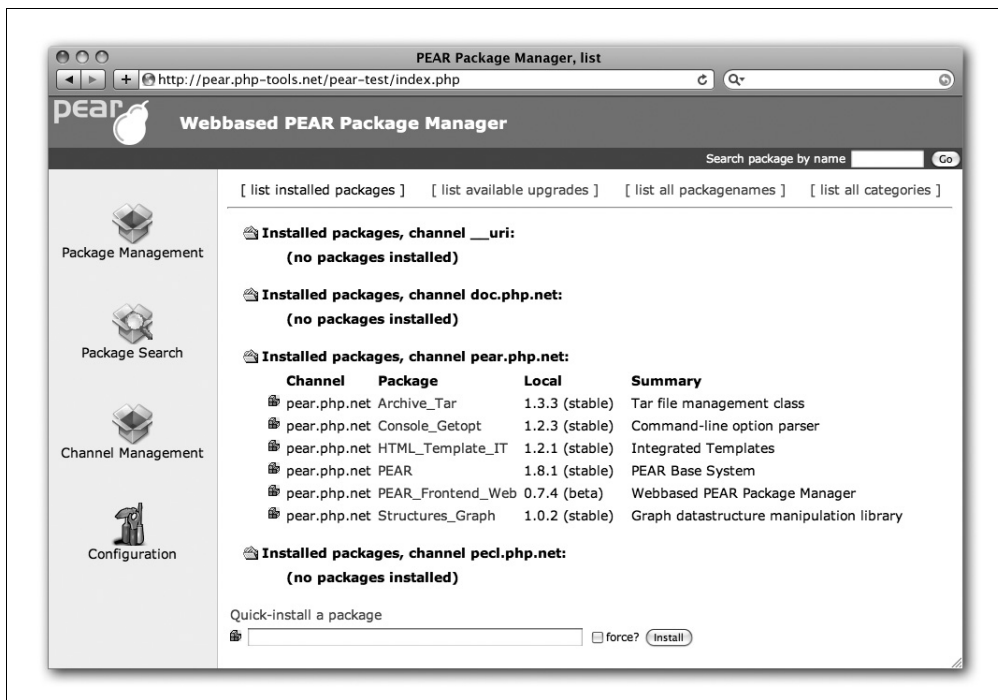 PEAR Package Manager, list
http://pear.php-tools.net/pear-test/index.php
pear
Webbased PEAR Package Manager
Search package by name Go
[ list installed packages ] [ list available upgrades ] [ list all packagenames ] [ list all categories ]
Package Management
Package Search
Channel Management
Configuration
Installed packages, channel __uri:
(no packages installed)
Installed packages, channel doc.php.net:
(no packages installed)
Installed packages, channel pear.php.net:
Channel Package Local Summary
pear.php.net Archive_Tar 1.3.3 (stable) Tar file management class
pear.php.net Console_Getopt 1.2.3 (stable) Command-line option parser
pear.php.net HTML_Template_IT 1.2.1 (stable) Integrated Templates
pear.php.net PEAR 1.8.1 (stable) PEAR Base System
pear.php.net PEAR_Frontend_Web 0.7.4 (beta) Webbased PEAR Package Manager
pear.php.net Structures_Graph 1.0.2 (stable) Graph datastructure manipulation library
Installed packages, channel pecl.php.net:
(no packages installed)
Quick-install a package
force? Install